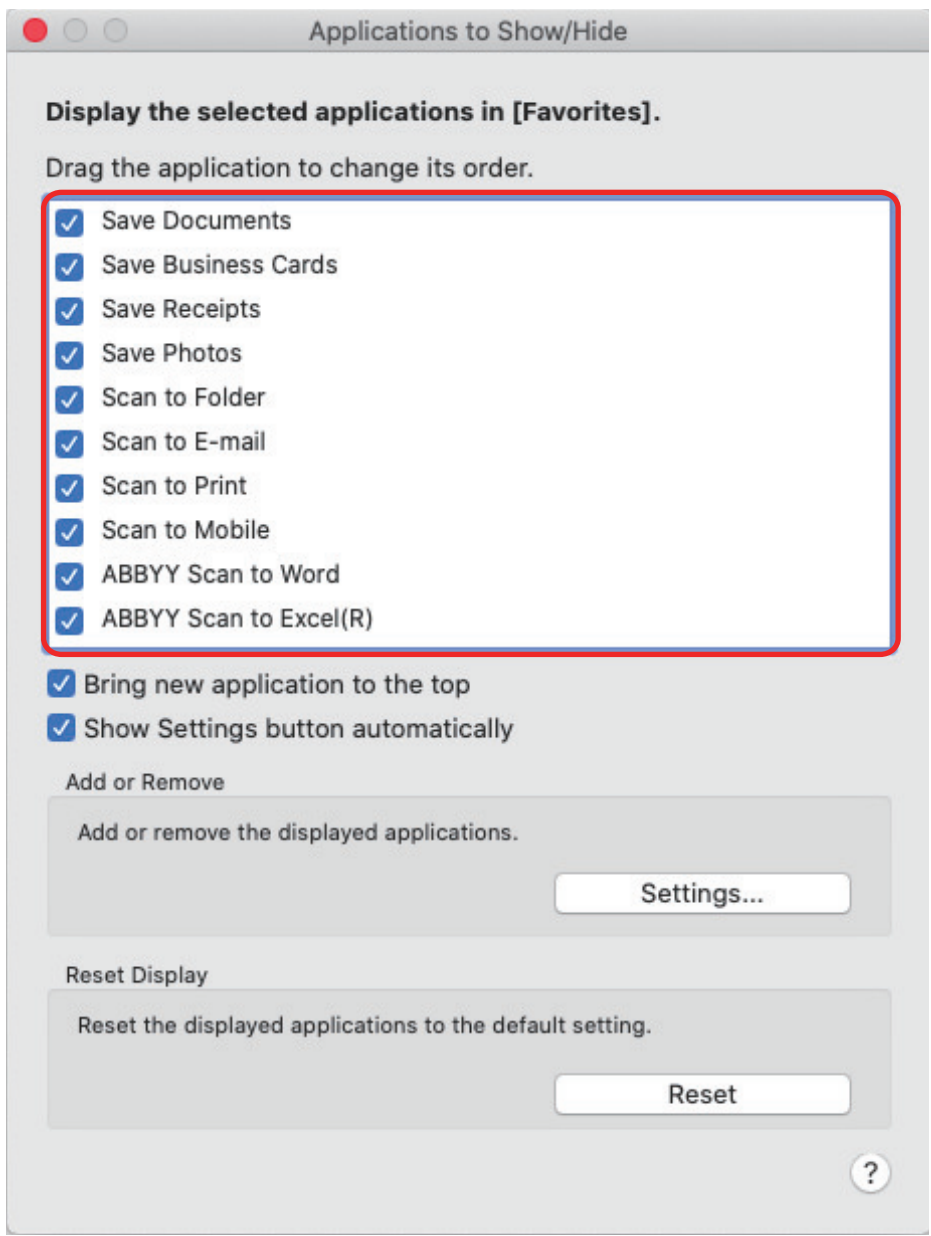 Applications to Show/Hide
Display the selected applications in [Favorites].
Drag the application to change its order.
Save Documents
Save Business Cards
Save Receipts
Save Photos
Scan to Folder
Scan to E-mail
Scan to Print
Scan to Mobile
ABBYY Scan to Word
ABBYY Scan to Excel(R)
Bring new application to the top
Show Settings button automatically
Add or Remove
Add or remove the displayed applications.
Settings...
Reset Display
Reset the displayed applications to the default setting.
Reset
?